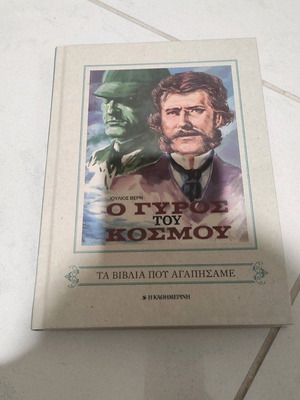 ΙΟΥΛΙΟΣ ΒΕΡΝ
Ο ΓΥΡΟΣ
ΤΟΥ
ΚΟΣΜΟΥ
ΤΑ ΒΙΒΛΙΑ ΠΟΥ ΑΓΑΠΗΣΑΜΕ
Η ΚΑΘΗΜΕΡΙΝΗ